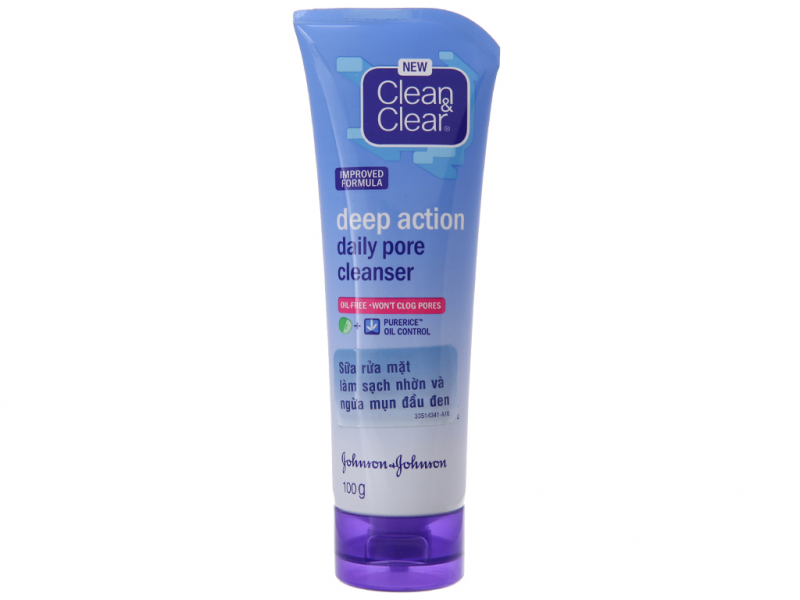 NEW
Clean
&
Clear®
IMPROVED
FORMULA
deep action
daily pore
cleanser
OIL-FREE • WON'T CLOG PORES
PURERICE™
OIL CONTROL
Sữa rửa mặt
làm sạch nhờn và
ngừa mụn đầu đen
Johnson+Johnson
100g